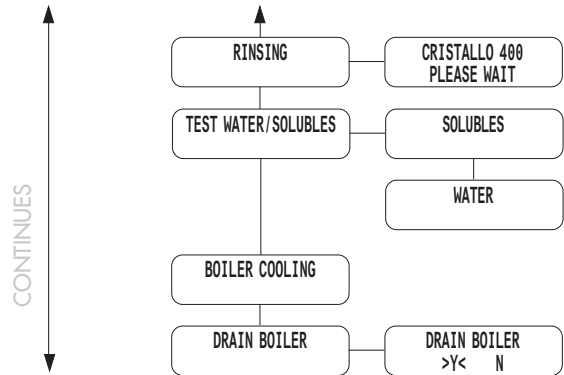 RINSING
CRISTALLO 400
PLEASE WAIT
TEST WATER/SOLUBLES
SOLUBLES
WATER
CONTINUES
BOILER COOLING
DRAIN BOILER
DRAIN BOILER
>Y< N